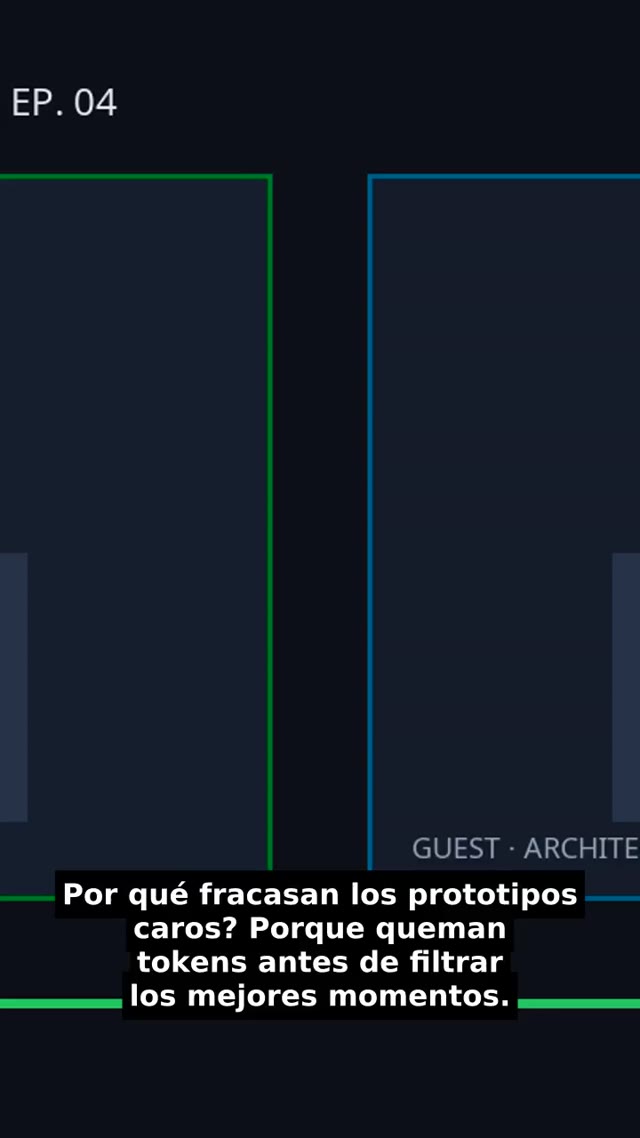 EP. 04
GUEST · ARCHITE
Por qué fracasan los prototipos
caros? Porque queman
tokens antes de filtrar
los mejores momentos.